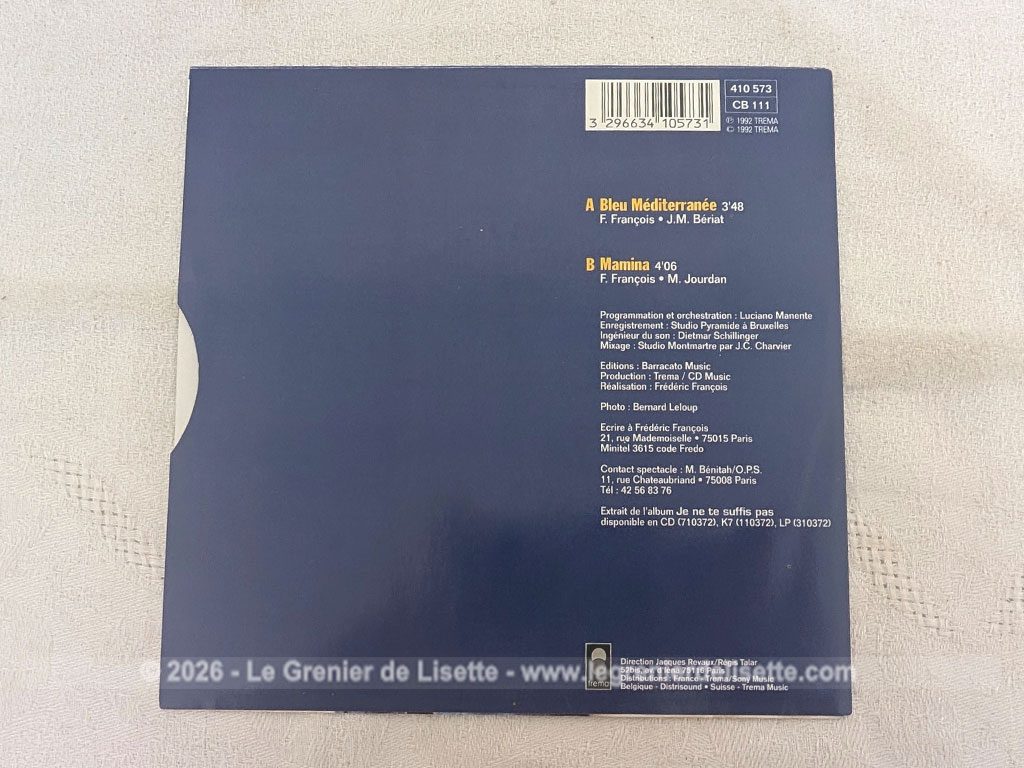 410 573
CB 111
3 296634 105731
℗ 1992 TREMA
© 1992 TREMA
A Bleu Méditerranée 3'48
F. François • J.M. Bériat
B Mamina 4'06
F. François • M. Jourdan
Programmation et orchestration : Luciano Manente
Enregistrement : Studio Pyramide à Bruxelles
Ingénieur du son : Dietmar Schillinger
Mixage : Studio Montmartre par J.C. Charvier
Editions : Barracato Music
Production : Trema / CD Music
Réalisation : Frédéric François
Photo : Bernard Leloup
Ecrire à Frédéric François
21, rue Mademoiselle • 75015 Paris
Minitel 3615 code Fredo
Contact spectacle : M. Bénitah/O.P.S.
11, rue Chateaubriand • 75008 Paris
Tél : 42 56 83 76
Extrait de l'album Je ne te suffis pas
disponible en CD (710372), K7 (110372), LP (310372)
trema
Direction Jacques Revaux/Régis Talar
52bis, av. d'Iéna 75116 Paris
Distributions : France - Trema/Sony Music
Belgique - Distrisound • Suisse - Trema Music
© 2026 - Le Grenier de Lisette - www.legrenierdelisette.com